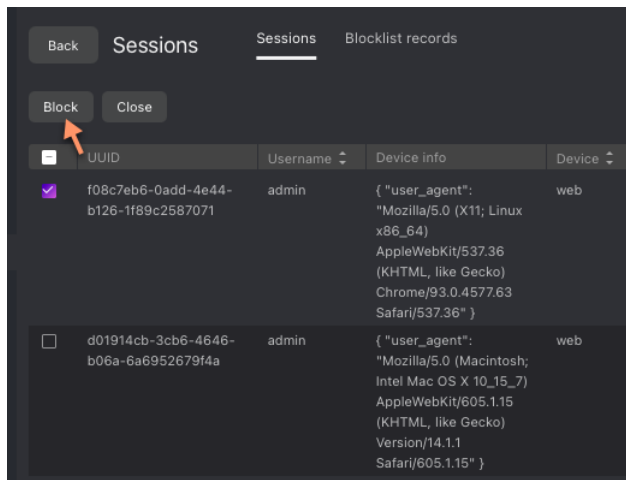 Back Sessions Sessions Blocklist records
Block Close
UUID Username Device info Device
f08c7eb6-0add-4e44-
b126-1f89c2587071
admin
{ "user_agent":
"Mozilla/5.0 (X11; Linux
x86_64)
AppleWebKit/537.36
(KHTML, like Gecko)
Chrome/93.0.4577.63
Safari/537.36" }
web
d01914cb-3cb6-4646-
b06a-6a6952679f4a
admin
{ "user_agent":
"Mozilla/5.0 (Macintosh;
Intel Mac OS X 10_15_7)
AppleWebKit/605.1.15
(KHTML, like Gecko)
Version/14.1.1
Safari/605.1.15" }
web